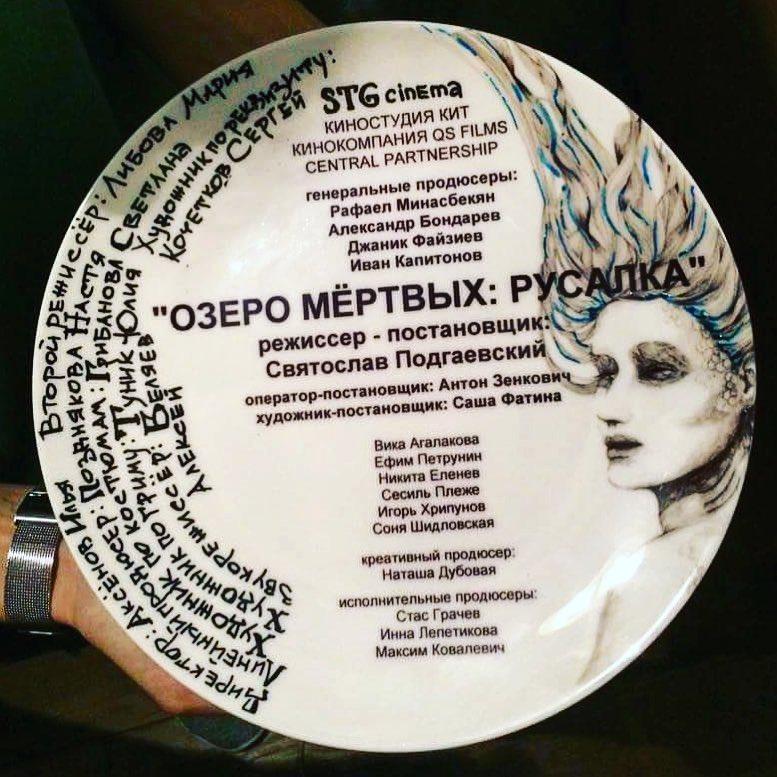 STG cinema
КИНОСТУДИЯ КИТ
КИНОКОМПАНИЯ QS FILMS
CENTRAL PARTNERSHIP
генеральные продюсеры:
Рафаел Минасбекян
Александр Бондарев
Джаник Файзиев
Иван Капитонов
"ОЗЕРО МЁРТВЫХ: РУСАЛКА"
режиссер - постановщик:
Святослав Подгаевский
оператор-постановщик: Антон Зенкович
художник-постановщик: Саша Фатина
Вика Агалакова
Ефим Петрунин
Никита Еленев
Сесиль Плеже
Игорь Хрипунов
Соня Шидловская
креативный продюсер:
Наташа Дубовая
исполнительные продюсеры:
Стас Грачев
Инна Лепетикова
Максим Ковалевич
Второй режиссёр: Либова Мария
Директор: Аксёнов Илья
Линейный продюсер: Позднякова Настя
Художник по костюмам: Грибанова Светлана
Художник по гриму: Туник Юлия
Звукорежиссёр: Беляев Алексей
Художник по реквизиту:
Кочетков Сергей